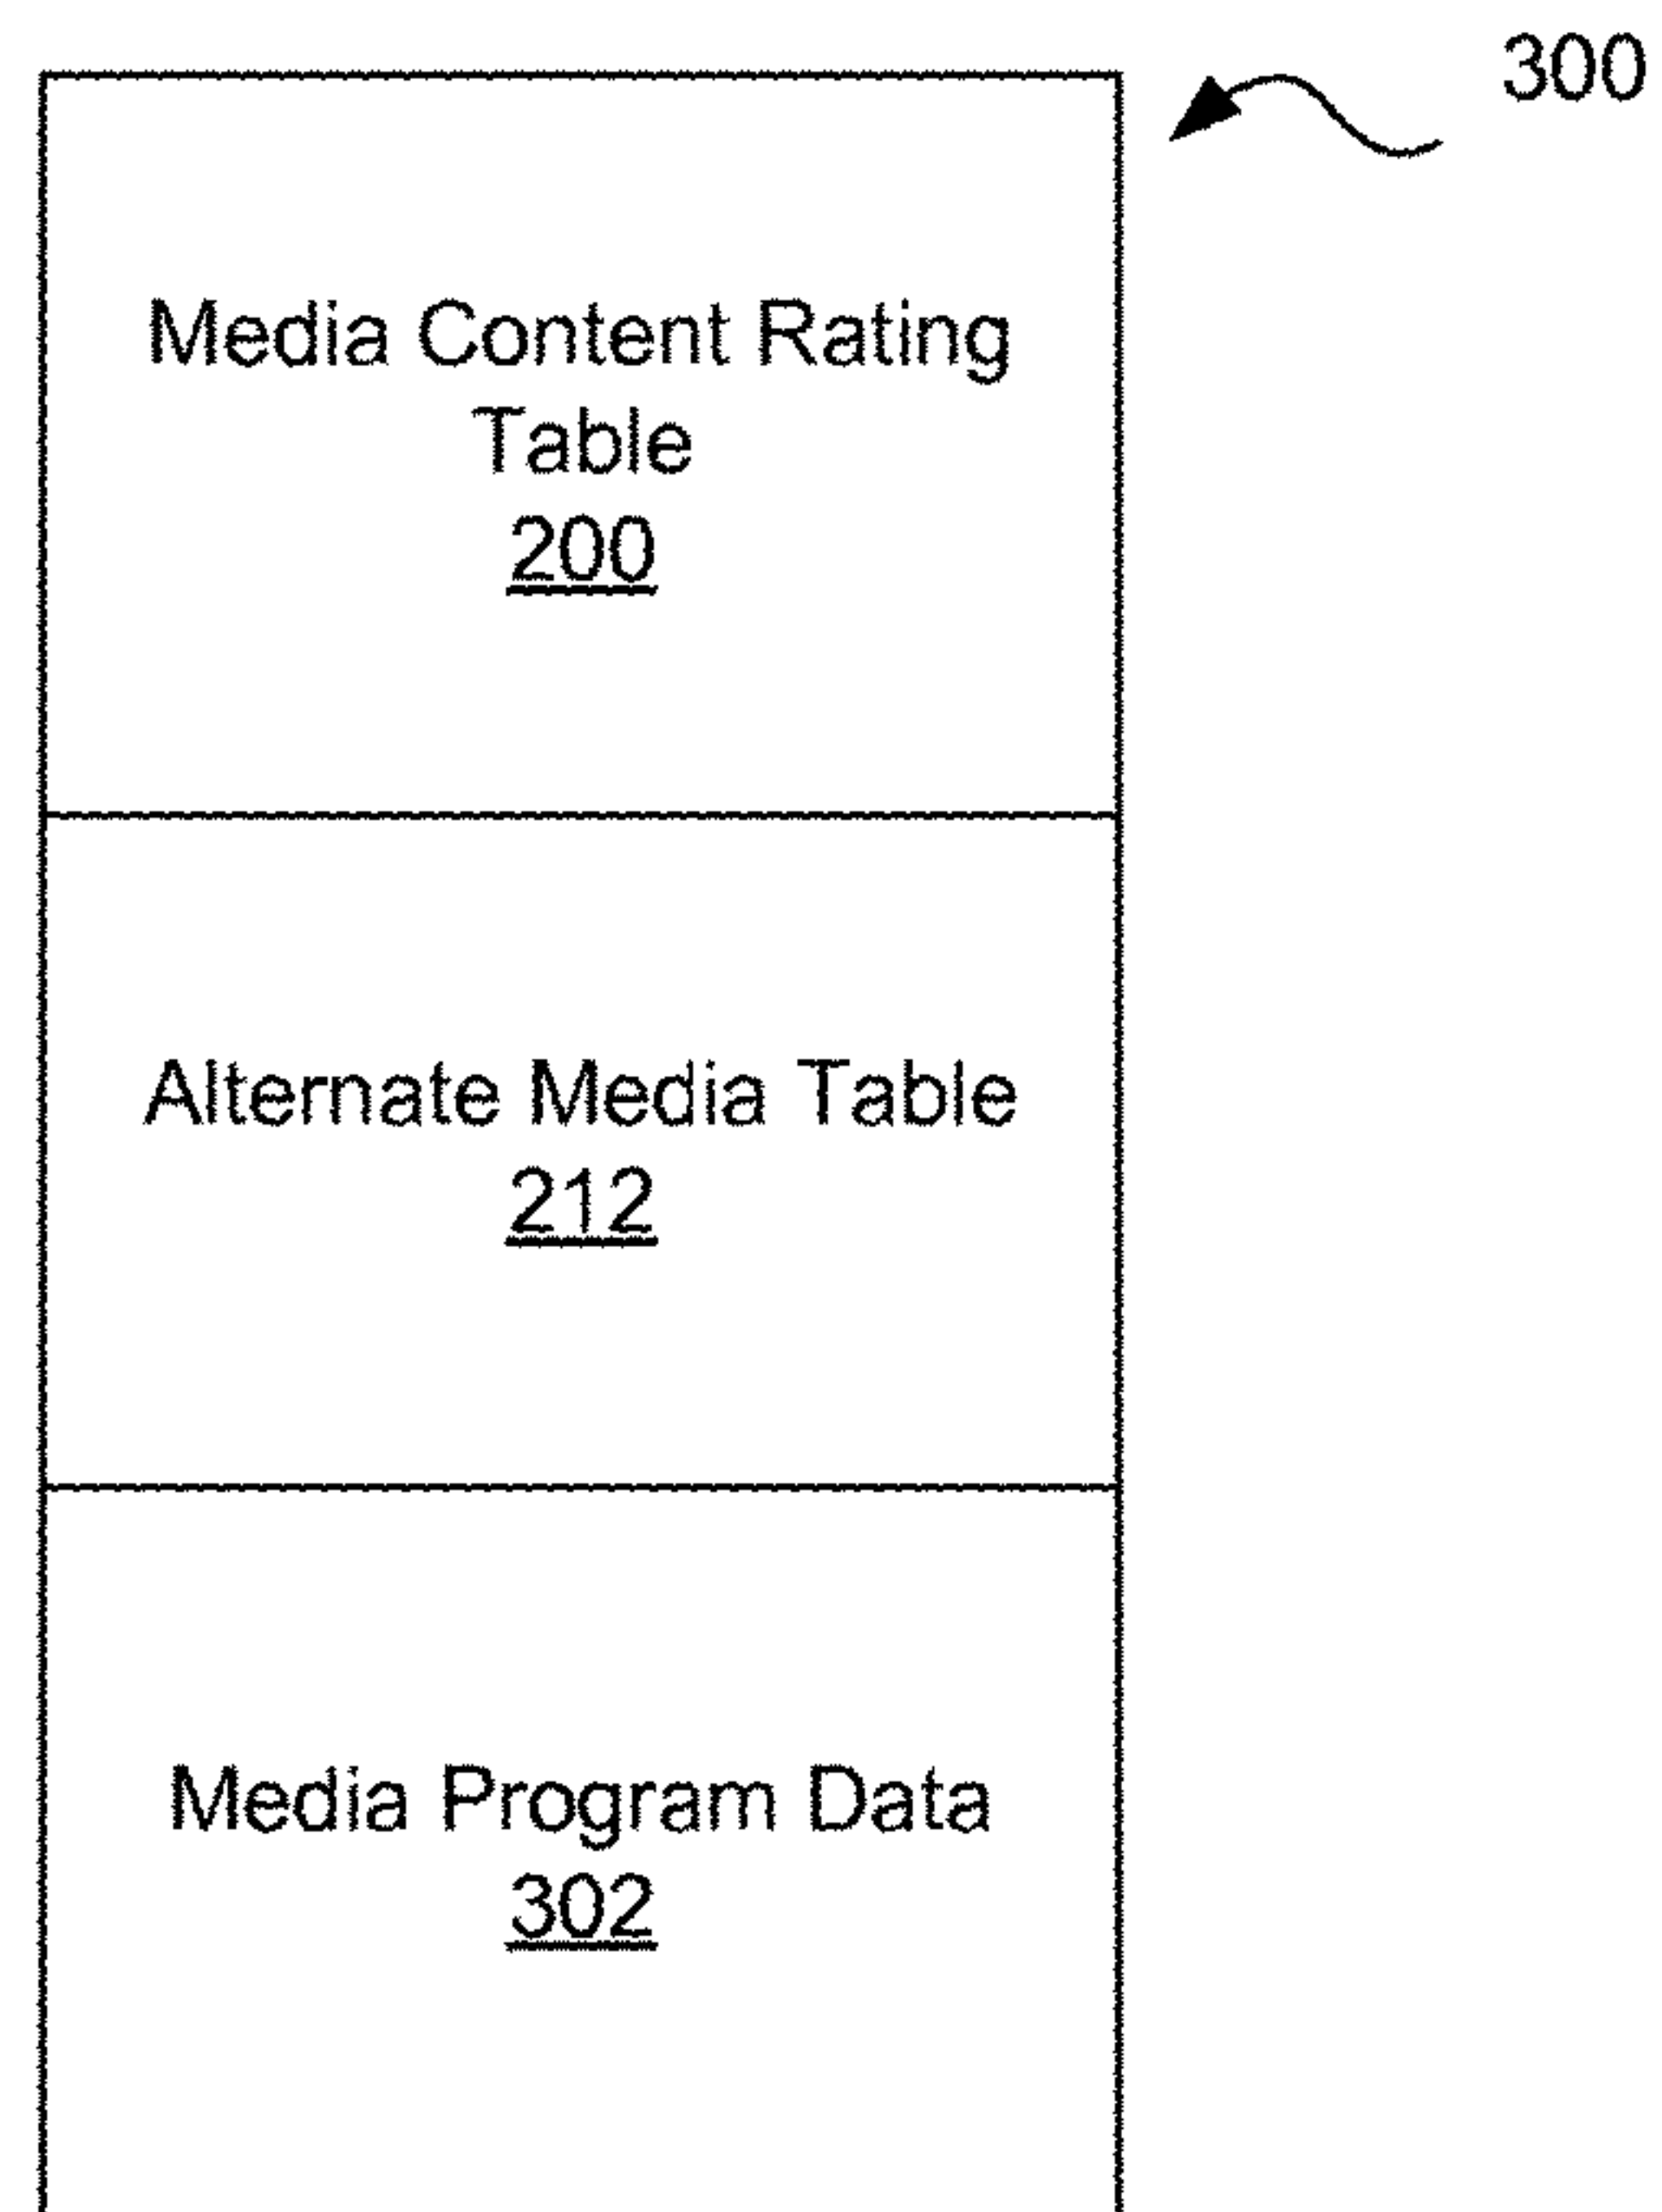 300
Media Content Rating
Table
200
Alternate Media Table
212
Media Program Data
302